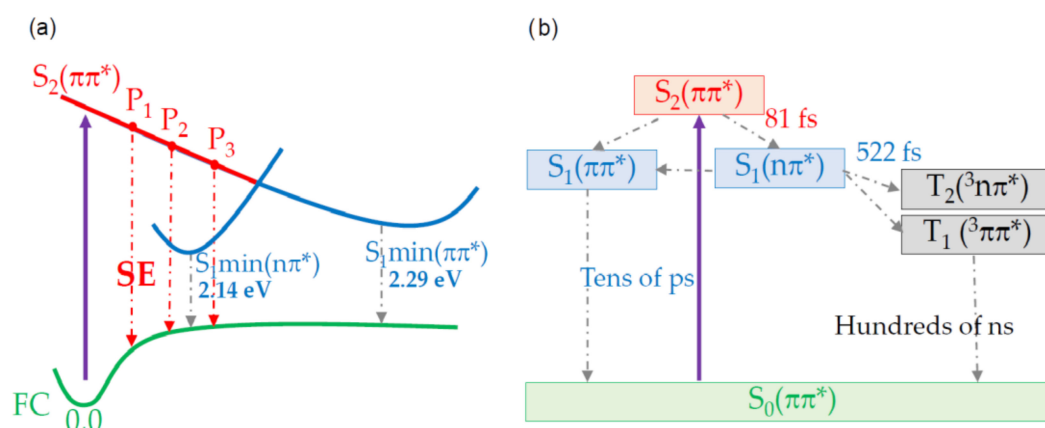 (a)
S₂(ππ*)
P₁
P₂
P₃
SE
S₁min(nπ*)
2.14 eV
S₁min(ππ*)
2.29 eV
FC
0.0
(b)
S₂(ππ*)
81 fs
S₁(ππ*)
S₁(nπ*)
522 fs
T₂(³nπ*)
T₁ (³ππ*)
Tens of ps
Hundreds of ns
S₀(ππ*)